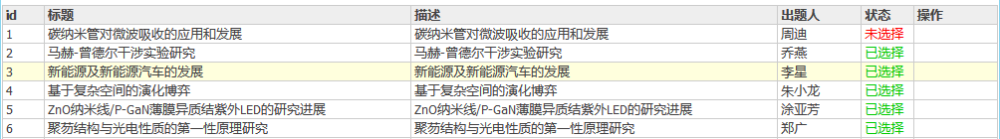 id 标题 描述 出题人 状态 操作
1 碳纳米管对微波吸收的应用和发展 碳纳米管对微波吸收的应用和发展 周迪 未选择
2 马赫-曾德尔干涉实验研究 马赫-曾德尔干涉实验研究 乔燕 已选择
3 新能源及新能源汽车的发展 新能源及新能源汽车的发展 李星 已选择
4 基于复杂空间的演化博弈 基于复杂空间的演化博弈 朱小龙 已选择
5 ZnO纳米线/P-GaN薄膜异质结紫外LED的研究进展 ZnO纳米线/P-GaN薄膜异质结紫外LED的研究进展 涂亚芳 已选择
6 聚芴结构与光电性质的第一性原理研究 聚芴结构与光电性质的第一性原理研究 郑广 已选择